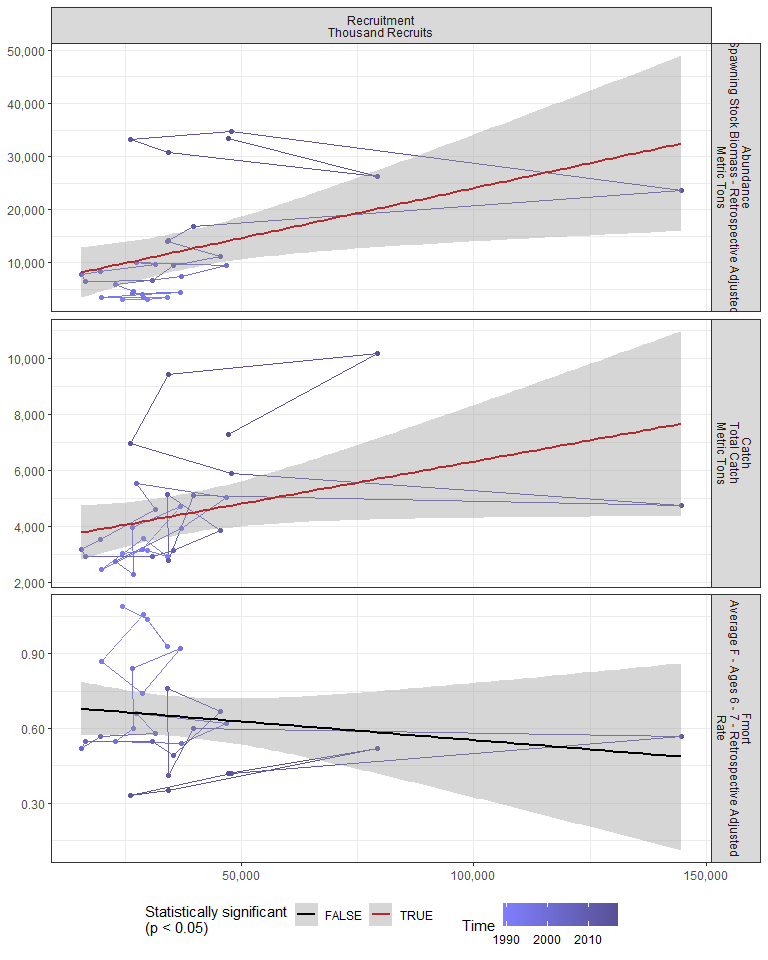 Recruitment
Thousand Recruits
50,000
40,000
30,000
20,000
10,000
Abundance
Spawning Stock Biomass - Retrospective Adjusted
Metric Tons
10,000
8,000
6,000
4,000
2,000
Catch
Total Catch
Metric Tons
0.90
0.60
0.30
Fmort
Average F - Ages 6 - 7 - Retrospective Adjusted
Rate
50,000
100,000
150,000
Statistically significant
(p < 0.05)
FALSE
TRUE
Time
1990
2000
2010